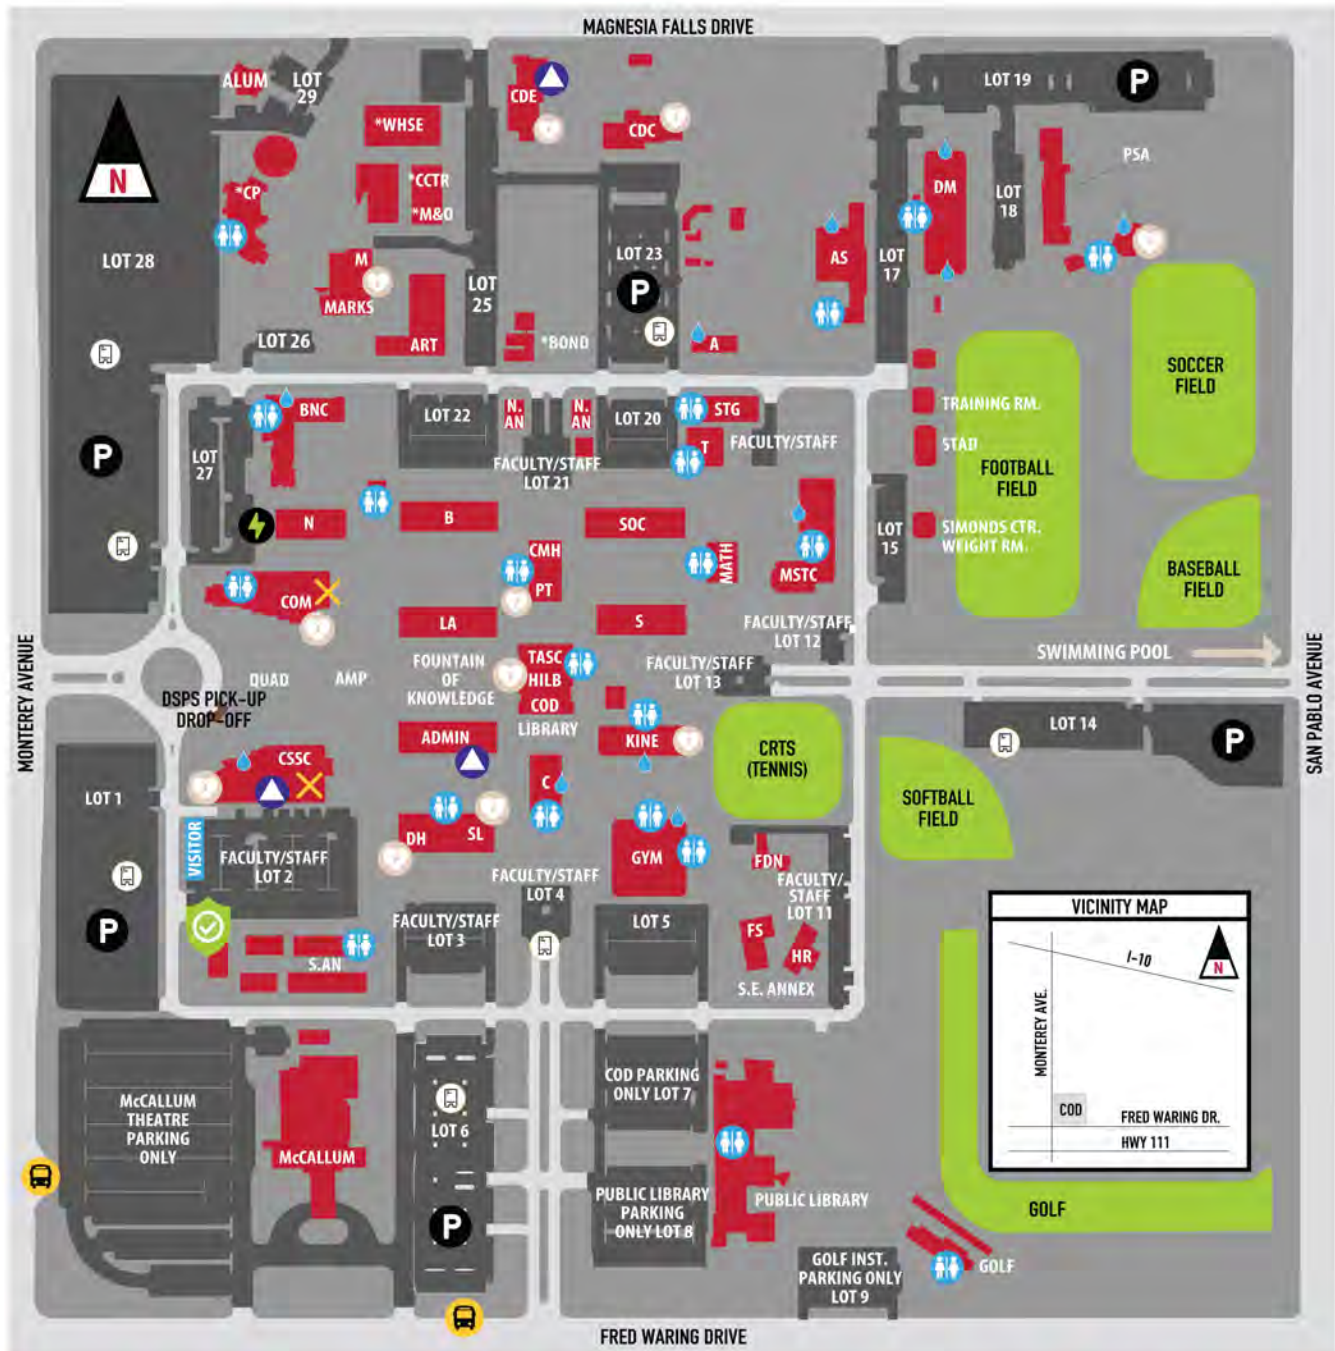 MAGNESIA FALLS DRIVE
ALUM
LOT
29
CDE
LOT 19
P
*WHSE
CDC
PSA
N
*CCTR
*CP
*M&O
DM
LOT
18
LOT 28
M
MARKS
LOT
25
LOT 23
P
AS
LOT
17
LOT 26
ART
*BOND
A
SOCCER
FIELD
BNC
LOT 22
N.
AN
N.
AN
LOT 20
STG
TRAINING RM.
P
LOT
27
FACULTY/STAFF
LOT 21
T
FACULTY/STAFF
STAD
FOOTBALL
FIELD
N
B
SOC
LOT
15
SIMONDS CTR.
WEIGHT RM.
CMH
PT
MATH
MSTC
BASEBALL
FIELD
COM
LA
S
FACULTY/STAFF
LOT 12
SWIMMING POOL
MONTEREY AVENUE
SAN PABLO AVENUE
QUAD
AMP
FOUNTAIN
OF
KNOWLEDGE
TASC
HILB
COD
LIBRARY
FACULTY/STAFF
LOT 13
DSPS PICK-UP
DROP-OFF
ADMIN
KINE
CRTS
(TENNIS)
LOT 14
P
CSSC
C
LOT 1
SOFTBALL
FIELD
VISITOR
FACULTY/STAFF
LOT 2
DH
SL
GYM
FDN
FACULTY/STAFF
LOT 4
FACULTY/
STAFF
LOT 11
P
FACULTY/STAFF
LOT 3
LOT 5
FS
HR
S.AN
S.E. ANNEX
VICINITY MAP
I-10
N
MONTEREY AVE.
COD
FRED WARING DR.
HWY 111
McCALLUM
THEATRE
PARKING
ONLY
LOT 6
COD PARKING
ONLY LOT 7
McCALLUM
P
PUBLIC LIBRARY
PARKING
ONLY LOT 8
PUBLIC LIBRARY
GOLF
GOLF INST.
PARKING ONLY
LOT 9
GOLF
FRED WARING DRIVE